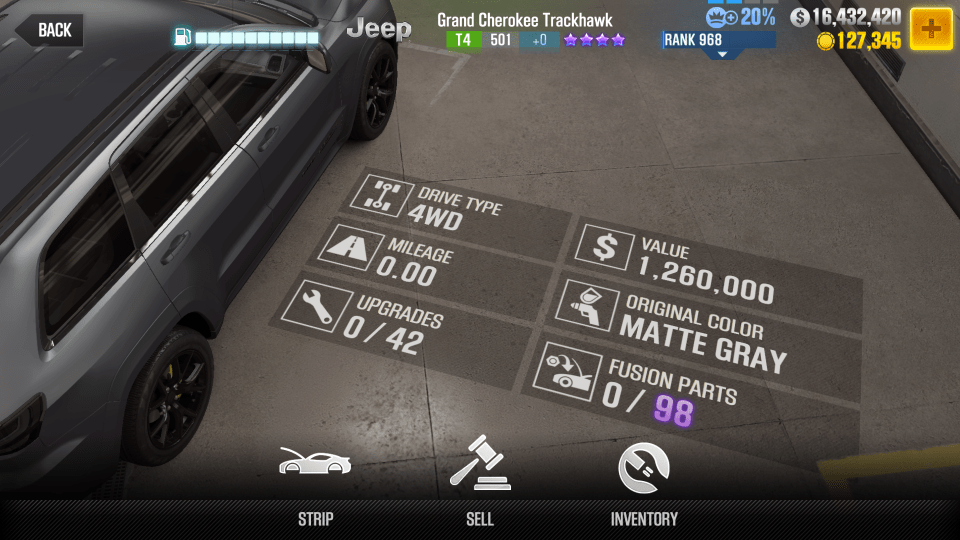 BACK
Jeep
Grand Cherokee Trackhawk
T4 501 +0
20%
RANK 968
16,432,420
127,345
DRIVE TYPE
4WD
MILEAGE
0.00
UPGRADES
0/42
VALUE
1,260,000
ORIGINAL COLOR
MATTE GRAY
FUSION PARTS
0/98
STRIP
SELL
INVENTORY